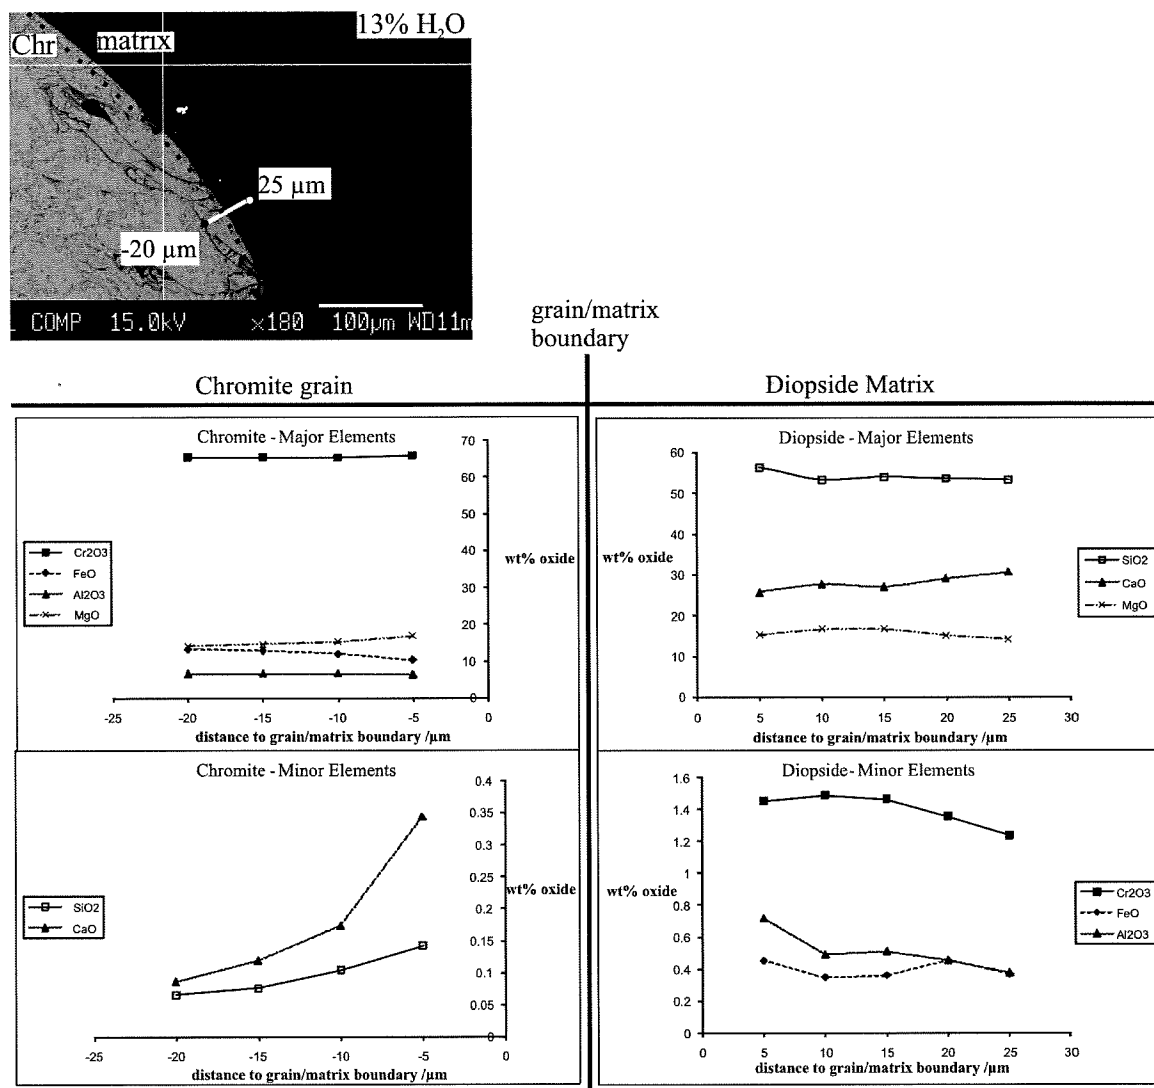 13% H₂O
Chr matrix
25 µm
-20 µm
L COMP 15.0kV ×180 100µm WD11m
grain/matrix
boundary
Chromite grain
Diopside Matrix
Chromite - Major Elements
70
60
50
40
30
20
10
0
wt% oxide
Cr2O3
FeO
Al2O3
MgO
-25 -20 -15 -10 -5 0
distance to grain/matrix boundary /µm
Diopside - Major Elements
60
50
40
30
20
10
0
wt% oxide
SiO2
CaO
MgO
0 5 10 15 20 25 30
distance to grain/matrix boundary /µm
Chromite - Minor Elements
0.4
0.35
0.3
0.25
0.2
0.15
0.1
0.05
0
wt% oxide
SiO2
CaO
-25 -20 -15 -10 -5 0
distance to grain/matrix boundary /µm
Diopside- Minor Elements
1.6
1.4
1.2
1
0.8
0.6
0.4
0.2
0
wt% oxide
Cr2O3
FeO
Al2O3
0 5 10 15 20 25 30
distance to grain/matrix boundary /µm